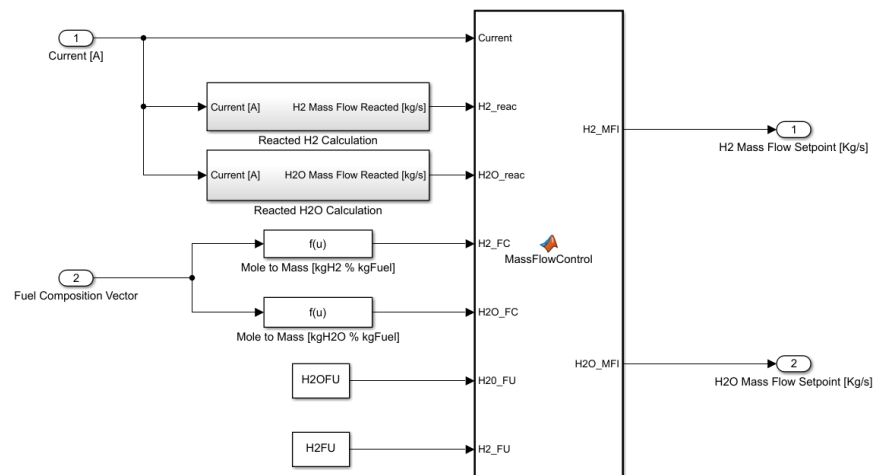 1
Current [A]
Current [A]
H2 Mass Flow Reacted [kg/s]
Reacted H2 Calculation
Current [A]
H2O Mass Flow Reacted [kg/s]
Reacted H2O Calculation
f(u)
Mole to Mass [kgH2 % kgFuel]
2
Fuel Composition Vector
f(u)
Mole to Mass [kgH2O % kgFuel]
H2OFU
H2FU
Current
H2_reac
H2O_reac
H2_FC
H2O_FC
H20_FU
H2_FU
MassFlowControl
H2_MFI
H2O_MFI
1
H2 Mass Flow Setpoint [Kg/s]
2
H2O Mass Flow Setpoint [Kg/s]